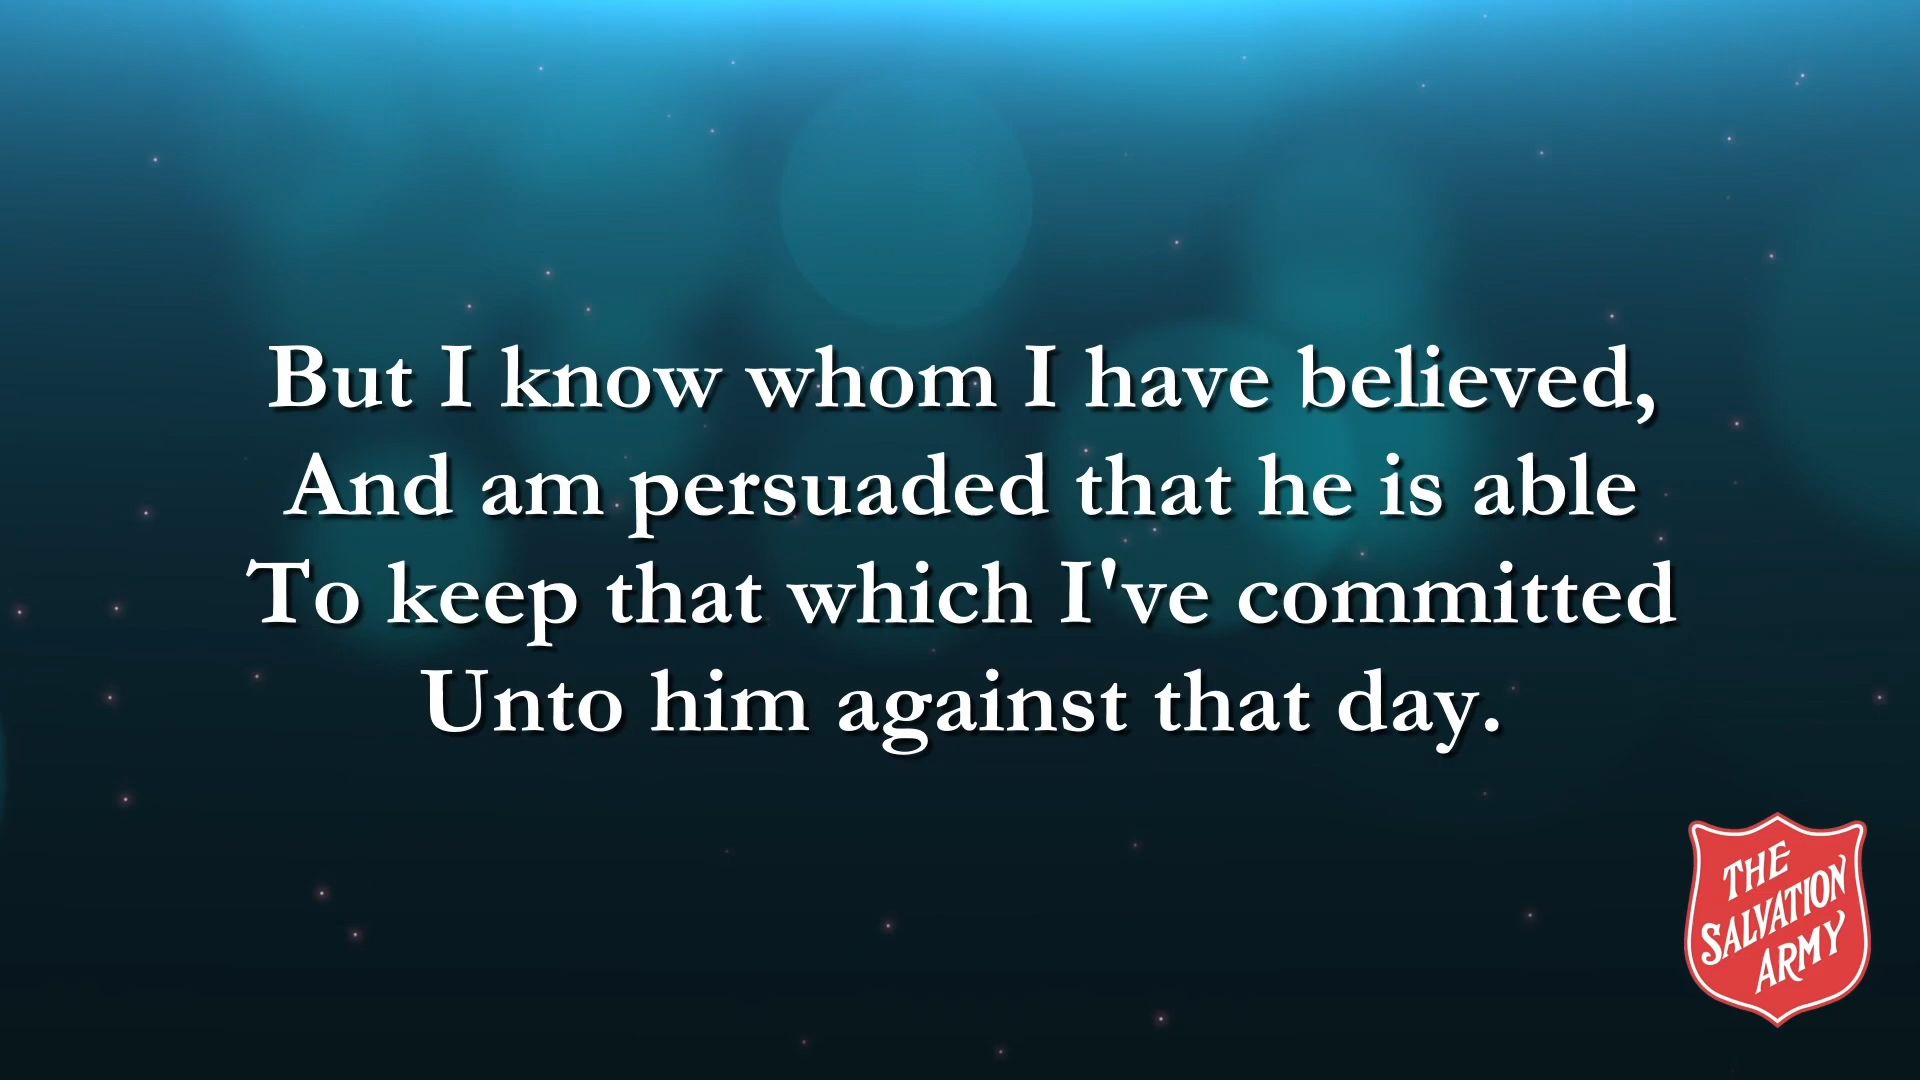 But I know whom I have believed,
And am persuaded that he is able
To keep that which I've committed
Unto him against that day.
THE
SALVATION
ARMY